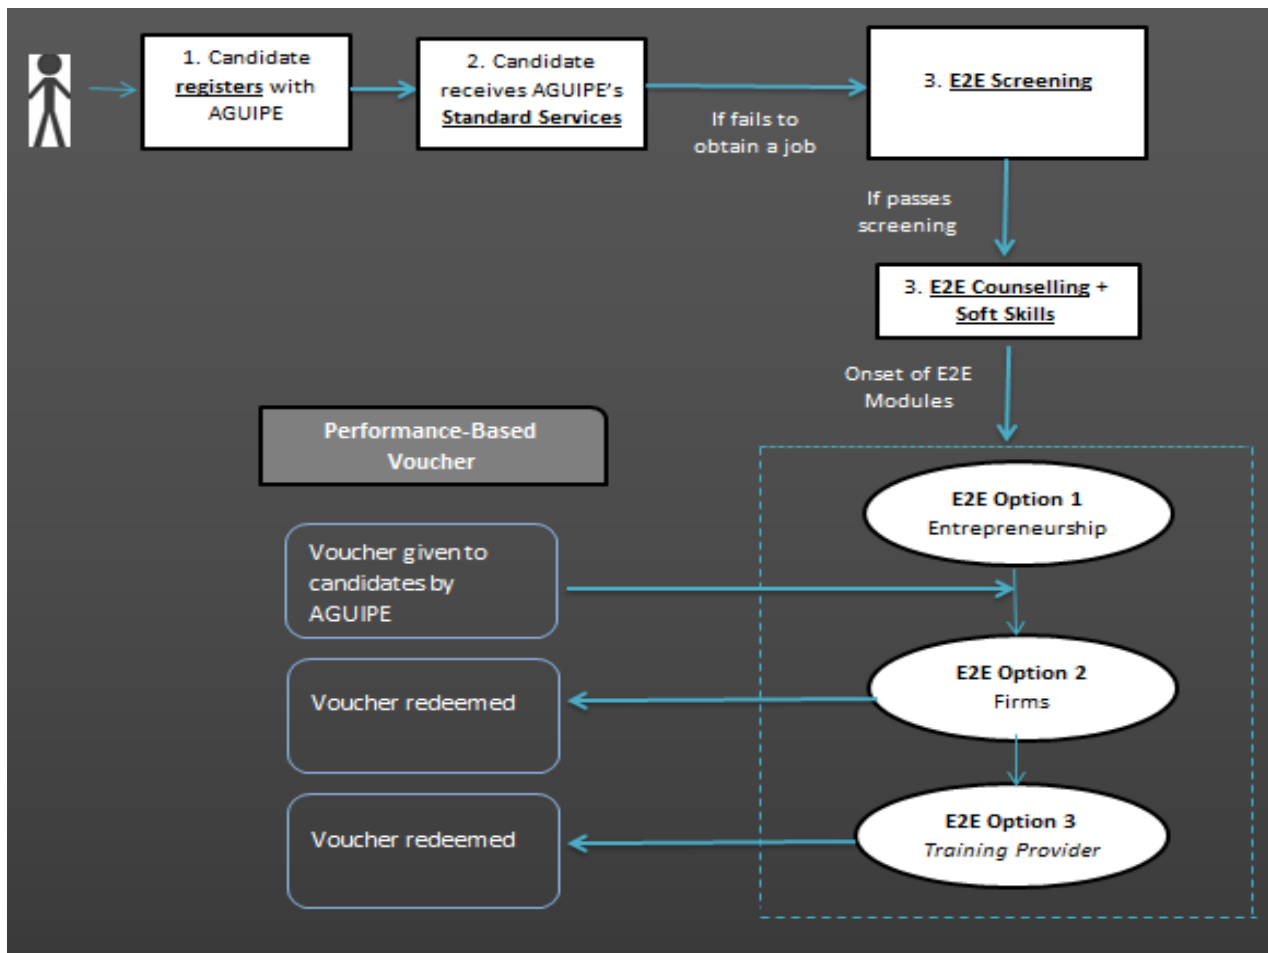 1. Candidate
registers with
AGUIPE
2. Candidate
receives AGUIPE's
Standard Services
If fails to
obtain a job
3. E2E Screening
If passes
screening
3. E2E Counselling +
Soft Skills
Onset of E2E
Modules
Performance-Based
Voucher
E2E Option 1
Entrepreneurship
Voucher given to
candidates by
AGUIPE
E2E Option 2
Firms
Voucher redeemed
E2E Option 3
Training Provider
Voucher redeemed